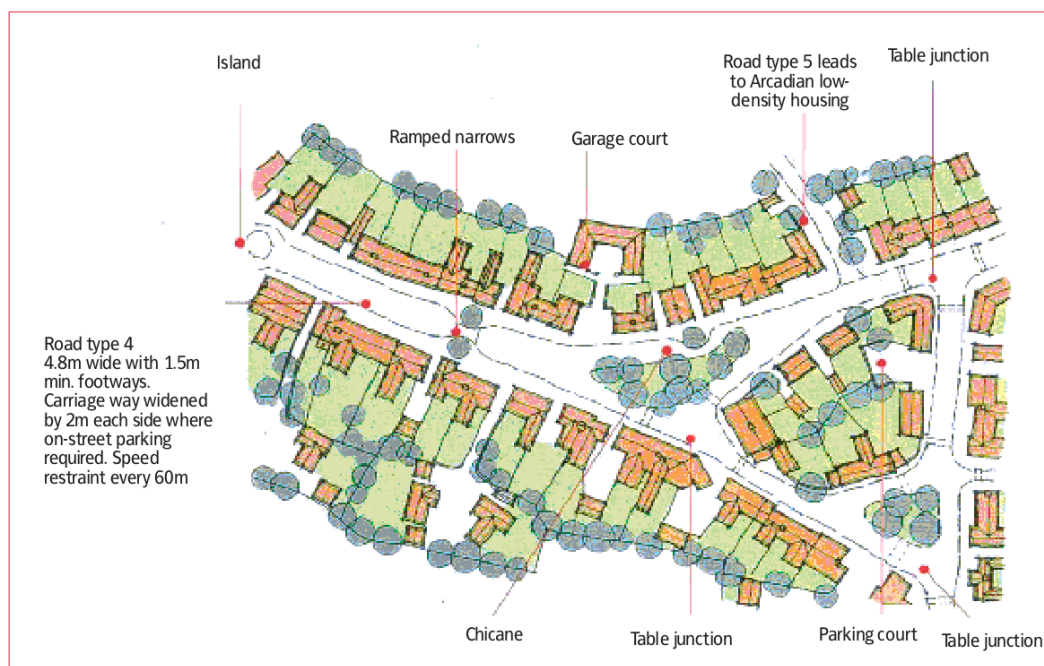 Island
Ramped narrows
Garage court
Road type 5 leads
to Arcadian low-
density housing
Table junction
Road type 4
4.8m wide with 1.5m
min. footways.
Carriage way widened
by 2m each side where
on-street parking
required. Speed
restraint every 60m
Chicane
Table junction
Parking court
Table junction